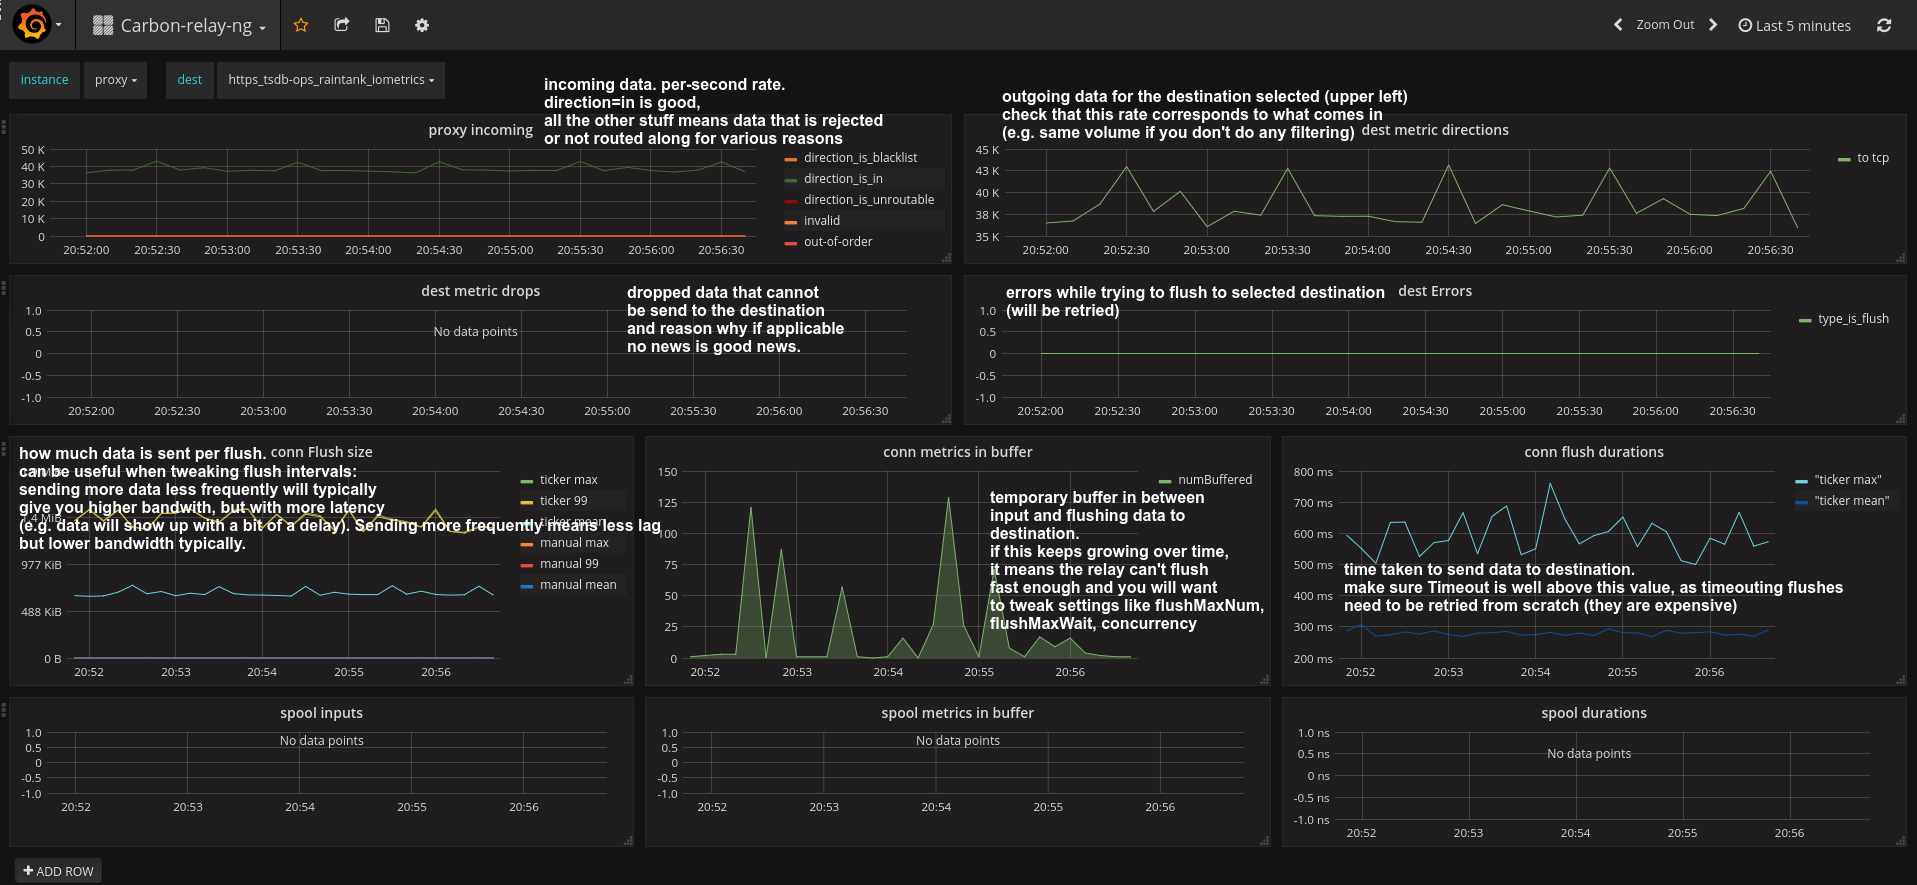 Carbon-relay-ng
Zoom Out
Last 5 minutes
instance
proxy
dest
https_tsdb-ops_raintank_iometrics
incoming data. per-second rate.
direction=in is good,
all the other stuff means data that is rejected
or not routed along for various reasons
proxy incoming
50 K
40 K
30 K
20 K
10 K
0
20:52:00 20:52:30 20:53:00 20:53:30 20:54:00 20:54:30 20:55:00 20:55:30 20:56:00 20:56:30
direction_is_blacklist
direction_is_in
direction_is_unroutable
invalid
out-of-order
outgoing data for the destination selected (upper left)
check that this rate corresponds to what comes in
(e.g. same volume if you don't do any filtering)
dest metric directions
45 K
43 K
40 K
38 K
35 K
20:52:00 20:52:30 20:53:00 20:53:30 20:54:00 20:54:30 20:55:00 20:55:30 20:56:00 20:56:30
to tcp
dest metric drops
dropped data that cannot
be send to the destination
and reason why if applicable
no news is good news.
1.0
0.5
0
-0.5
-1.0
No data points
20:52:00 20:52:30 20:53:00 20:53:30 20:54:00 20:54:30 20:55:00 20:55:30 20:56:00 20:56:30
errors while trying to flush to selected destination
(will be retried)
dest Errors
1.0
0.5
0
-0.5
-1.0
20:52:00 20:52:30 20:53:00 20:53:30 20:54:00 20:54:30 20:55:00 20:55:30 20:56:00 20:56:30
type_is_flush
how much data is sent per flush.
can be useful when tweaking flush intervals:
sending more data less frequently will typically
give you higher bandwith, but with more latency
(e.g. data will show up with a bit of a delay). Sending more frequently means less lag
but lower bandwidth typically.
conn Flush size
977 KiB
488 KiB
0 B
20:52 20:53 20:54 20:55 20:56
ticker max
ticker 99
ticker mean
manual max
manual 99
manual mean
conn metrics in buffer
150
125
100
75
50
25
0
20:52 20:53 20:54 20:55 20:56
numBuffered
temporary buffer in between
input and flushing data to
destination.
if this keeps growing over time,
it means the relay can't flush
fast enough and you will want
to tweak settings like flushMaxNum,
flushMaxWait, concurrency
conn flush durations
800 ms
700 ms
600 ms
500 ms
400 ms
300 ms
200 ms
20:52 20:53 20:54 20:55 20:56
"ticker max"
"ticker mean"
time taken to send data to destination.
make sure Timeout is well above this value, as timeouting flushes
need to be retried from scratch (they are expensive)
spool inputs
1.0
0.5
0
-0.5
-1.0
No data points
20:52 20:53 20:54 20:55 20:56
spool metrics in buffer
1.0
0.5
0
-0.5
-1.0
No data points
20:52 20:53 20:54 20:55 20:56
spool durations
1.0 ns
0.5 ns
0 ns
-0.5 ns
-1.0 ns
No data points
20:52 20:53 20:54 20:55 20:56
ADD ROW